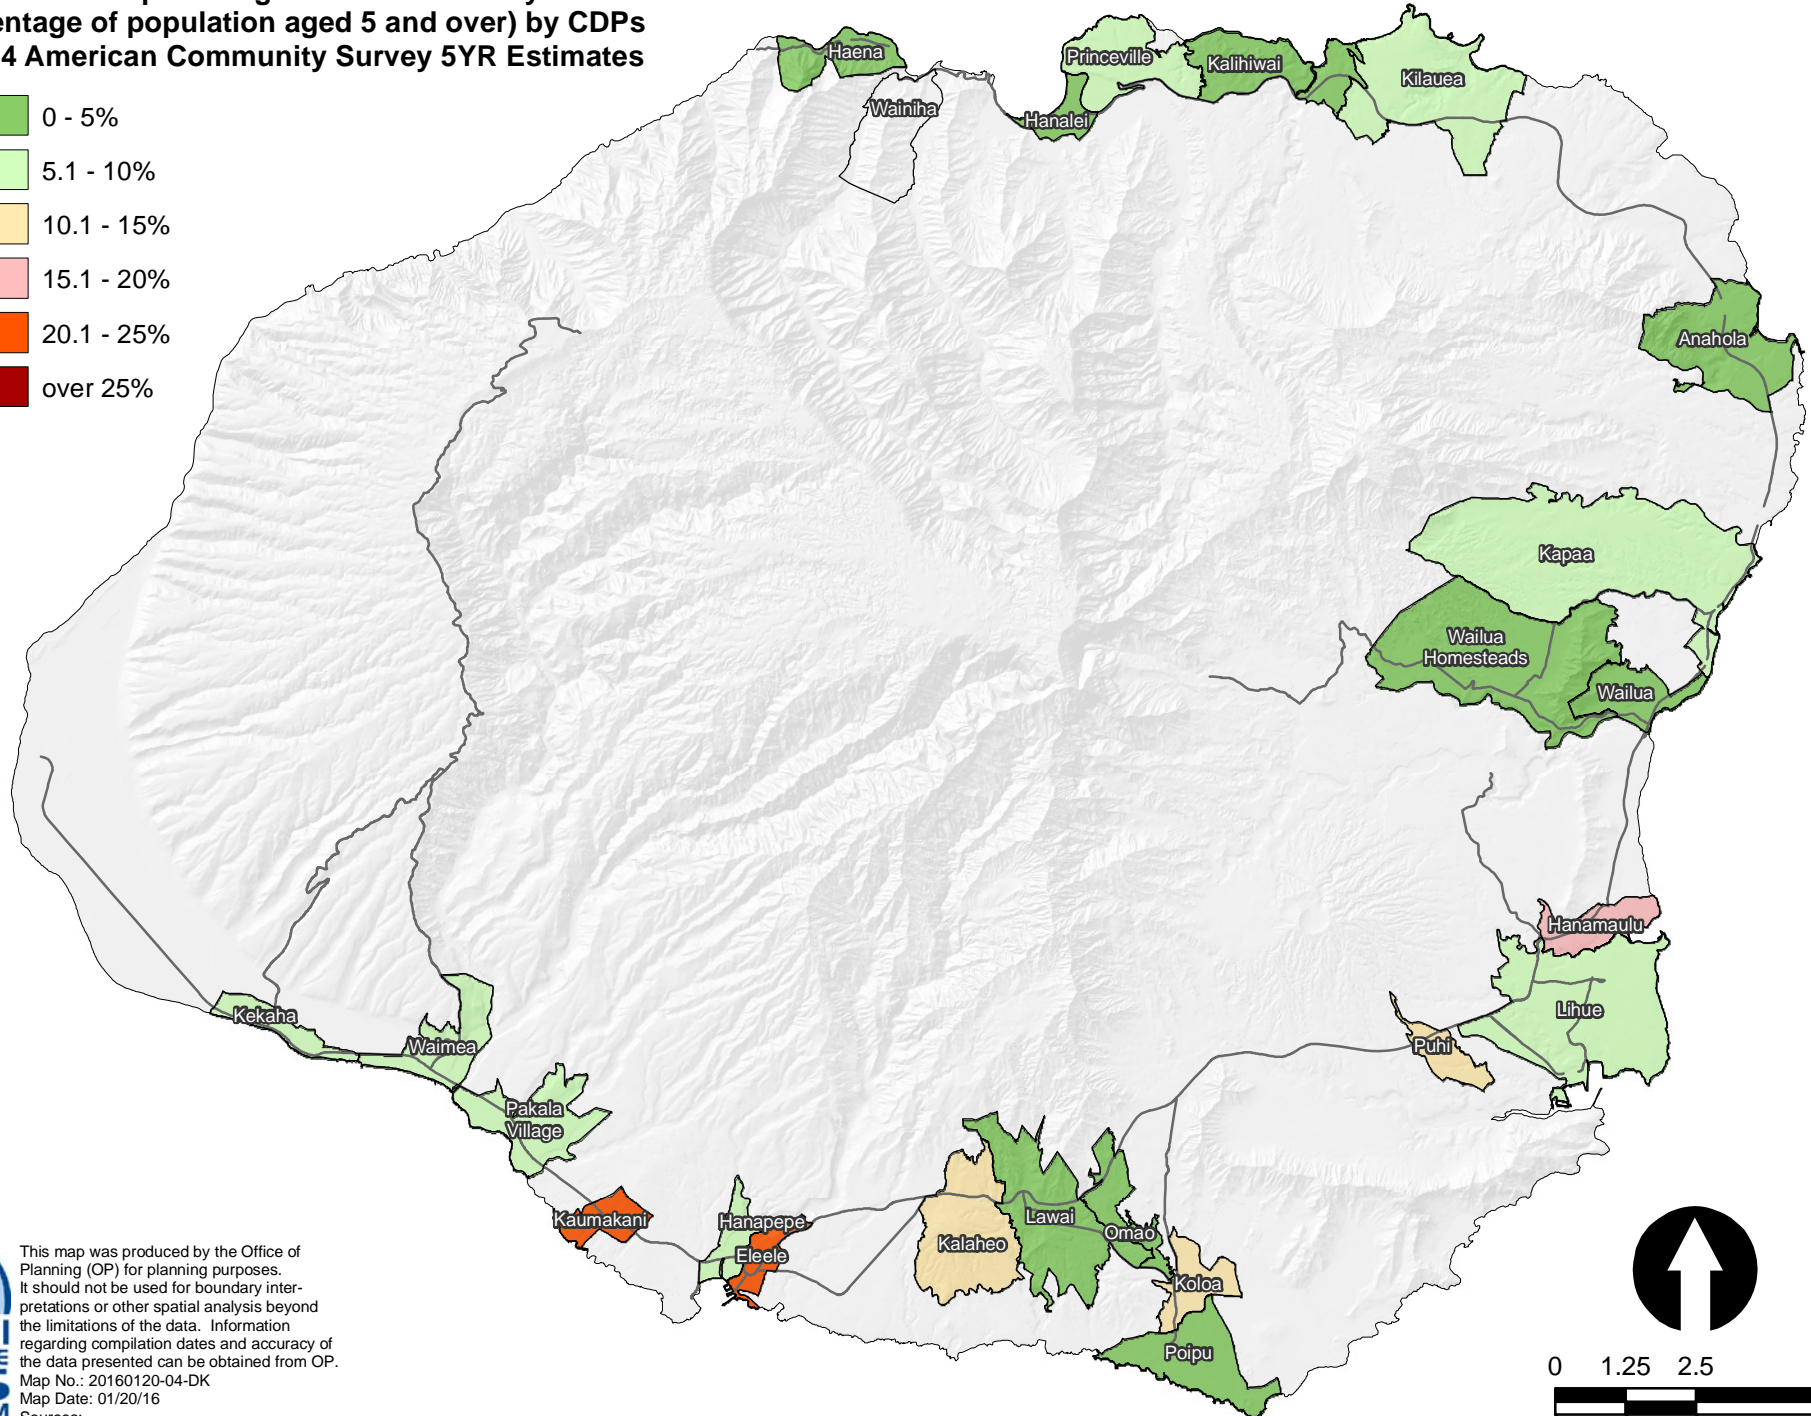 entage of population aged 5 and over) by CDPs
4 American Community Survey 5YR Estimates
0 - 5%
5.1 - 10%
10.1 - 15%
15.1 - 20%
20.1 - 25%
over 25%
Haena
Wainiha
Hanalei
Princeville
Kalihiwai
Kilauea
Anahola
Kapaa
Wailua
Homesteads
Wailua
Hanamaulu
Lihue
Puhi
Kekaha
Waimea
Pakala
Village
Kaumakani
Hanapepe
Eleele
Kalaheo
Lawai
Omao
Koloa
Poipu
This map was produced by the Office of
Planning (OP) for planning purposes.
It should not be used for boundary inter-
pretations or other spatial analysis beyond
the limitations of the data. Information
regarding compilation dates and accuracy of
the data presented can be obtained from OP.
Map No.: 20160120-04-DK
Map Date: 01/20/16
Sources:
0 1.25 2.5